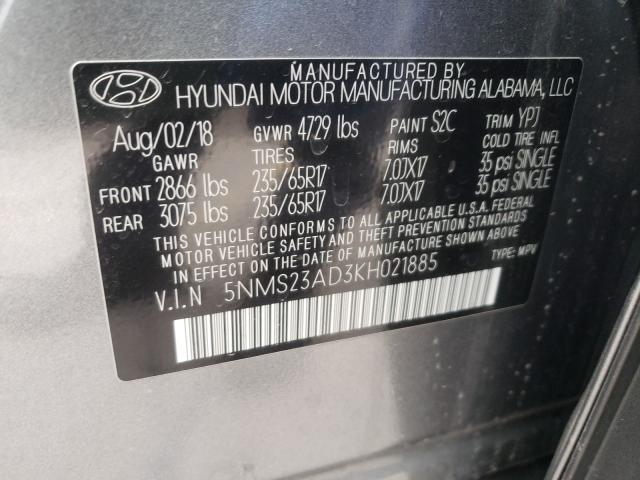 MANUFACTURED BY
HYUNDAI MOTOR MANUFACTURING ALABAMA, LLC
Aug/02/18 GVWR 4729 lbs PAINT S2C TRIM YPJ
GAWR TIRES RIMS COLD TIRE INFL
FRONT 2866 lbs 235/65R17 7.0JX17 35 psi SINGLE
REAR 3075 lbs 235/65R17 7.0JX17 35 psi SINGLE
THIS VEHICLE CONFORMS TO ALL APPLICABLE U.S.A. FEDERAL
MOTOR VEHICLE SAFETY AND THEFT PREVENTION STANDARDS
IN EFFECT ON THE DATE OF MANUFACTURE SHOWN ABOVE.
V.I.N 5NMS23AD3KH021885 TYPE: MPV